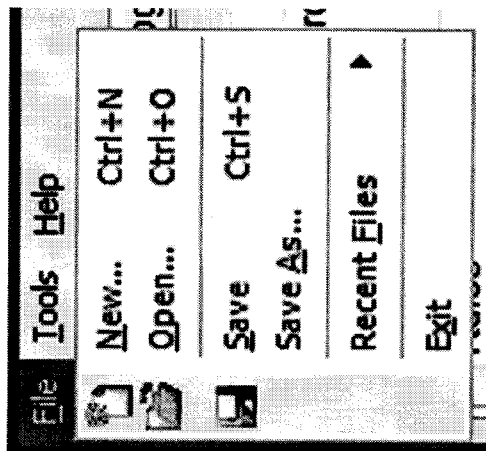 File Tools Help
New... Ctrl+N
Open... Ctrl+O
Save Ctrl+S
Save As...
Recent Files
Exit